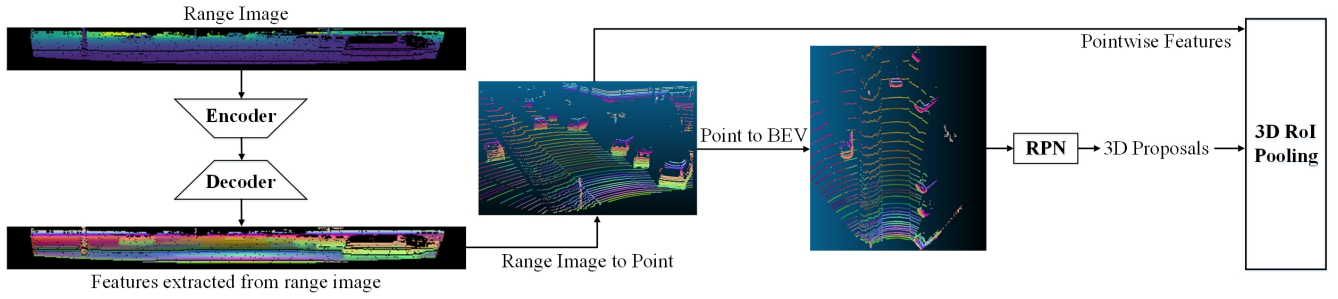 Range Image
Encoder
Decoder
Features extracted from range image
Range Image to Point
Point to BEV
Pointwise Features
RPN
3D Proposals
3D RoI
Pooling